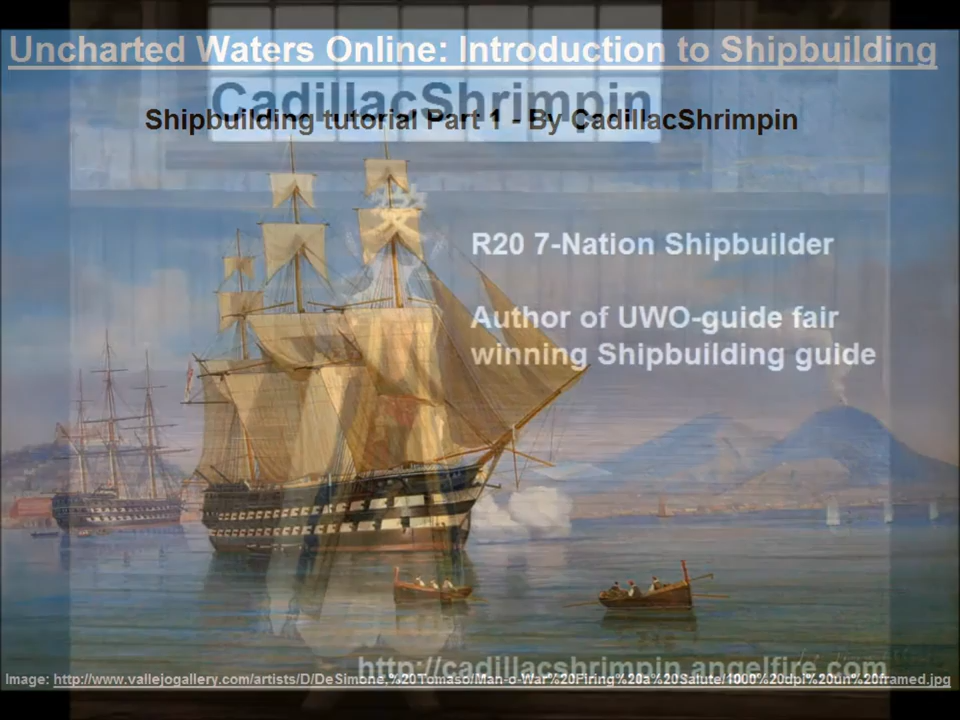 Uncharted Waters Online: Introduction to Shipbuilding
CadillacShrimpin
Shipbuilding tutorial Part 1 - By CadillacShrimpin
R20 7-Nation Shipbuilder
Author of UWO-guide fair
winning Shipbuilding guide
http://cadillacshrimpin.angelfire.com
Image: http://www.vallejogallery.com/artists/D/DeSimone,%20Tomaso/Man-o-War%20Firing%20a%20Salute/1000%20dpi%20un%20framed.jpg